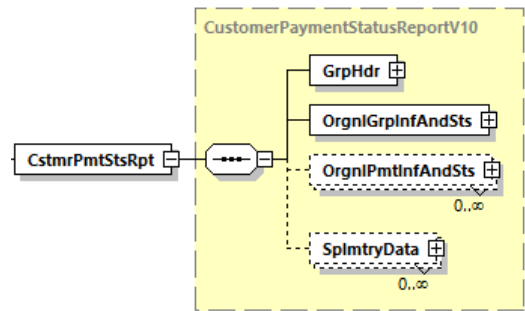 CustomerPaymentStatusReportV10
GrpHdr
OrgnlGrpInfAndSts
CstmrPmtStsRpt
OrgnlPmtInfAndSts
0..∞
SplmtryData
0..∞